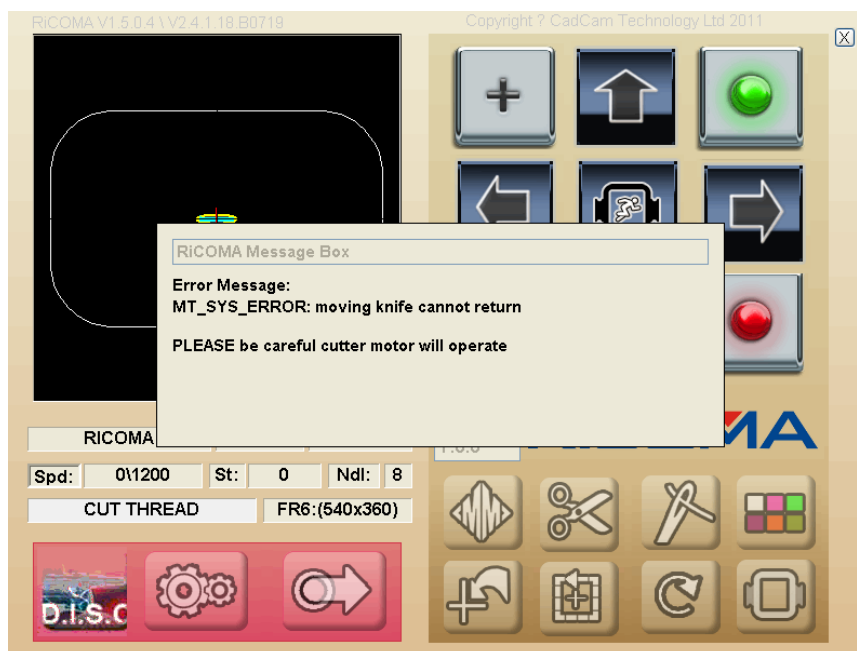 RiCOMA V1.5.0.4 \ V2.4.1.18.B0719
Copyright ? CadCam Technology Ltd 2011
RiCOMA Message Box
Error Message:
MT_SYS_ERROR: moving knife cannot return
PLEASE be careful cutter motor will operate
RICOMA
MA
Spd: 0\1200 St: 0 Ndl: 8
CUT THREAD FR6:(540x360)
D.I.S.C